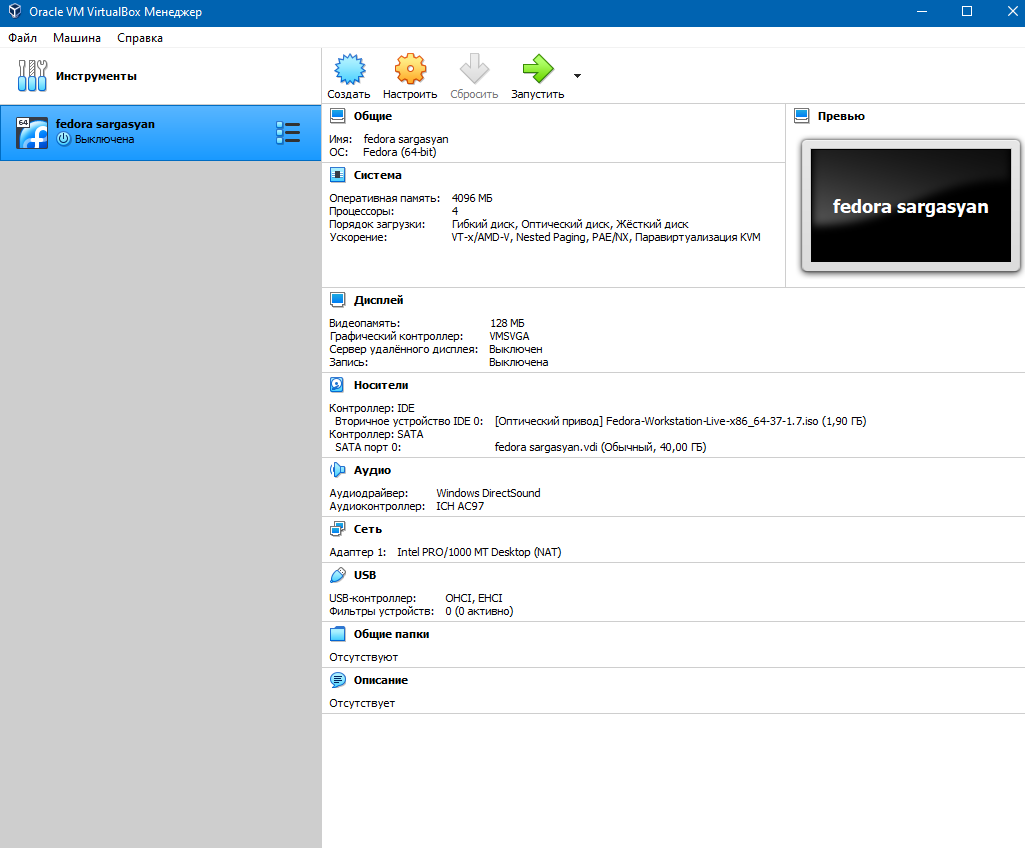 Oracle VM VirtualBox Менеджер
Файл Машина Справка
Инструменты
Создать Настроить Сбросить Запустить
64
fedora sargasyan
Выключена
Общие
Имя: fedora sargasyan
ОС: Fedora (64-bit)
Превью
fedora sargasyan
Система
Оперативная память: 4096 МБ
Процессоры: 4
Порядок загрузки: Гибкий диск, Оптический диск, Жёсткий диск
Ускорение: VT-x/AMD-V, Nested Paging, PAE/NX, Паравиртуализация KVM
Дисплей
Видеопамять: 128 МБ
Графический контроллер: VMSVGA
Сервер удалённого дисплея: Выключен
Запись: Выключена
Носители
Контроллер: IDE
Вторичное устройство IDE 0: [Оптический привод] Fedora-Workstation-Live-x86_64-37-1.7.iso (1,90 ГБ)
Контроллер: SATA
SATA порт 0: fedora sargasyan.vdi (Обычный, 40,00 ГБ)
Аудио
Аудиодрайвер: Windows DirectSound
Аудиоконтроллер: ICH AC97
Сеть
Адаптер 1: Intel PRO/1000 MT Desktop (NAT)
USB
USB-контроллер: OHCI, EHCI
Фильтры устройств: 0 (0 активно)
Общие папки
Отсутствуют
Описание
Отсутствует